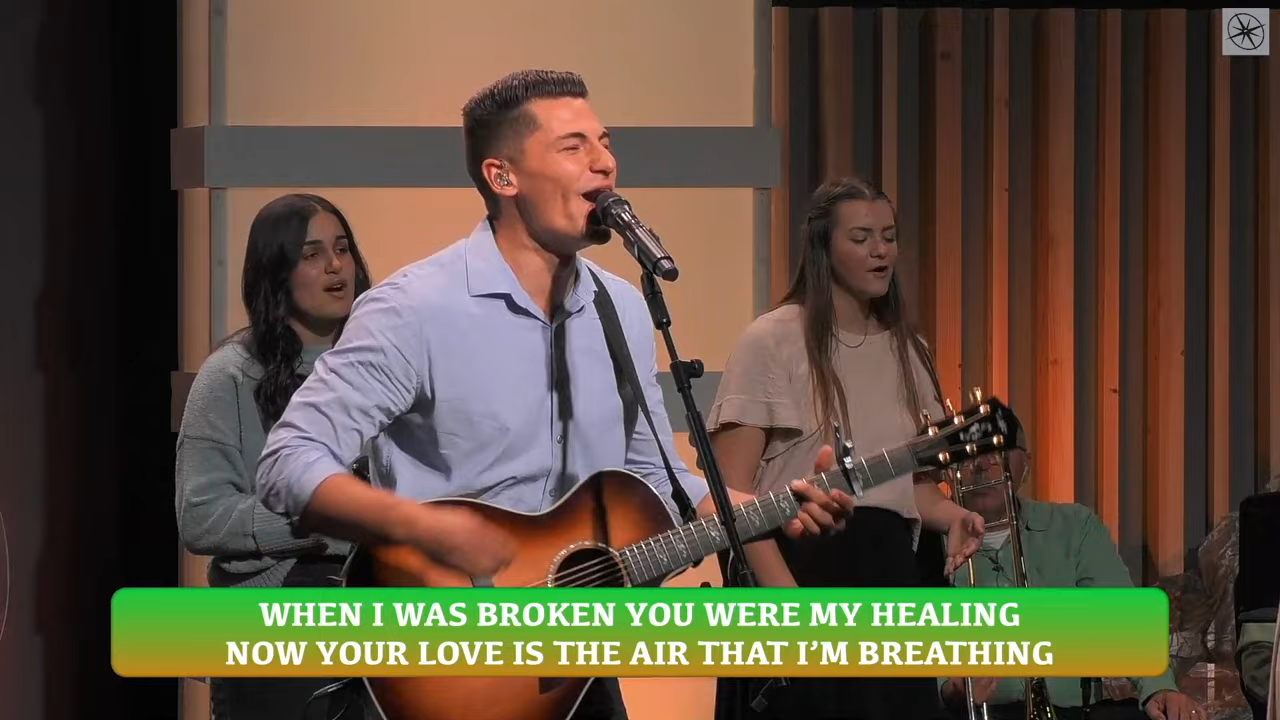 WHEN I WAS BROKEN YOU WERE MY HEALING
NOW YOUR LOVE IS THE AIR THAT I’M BREATHING